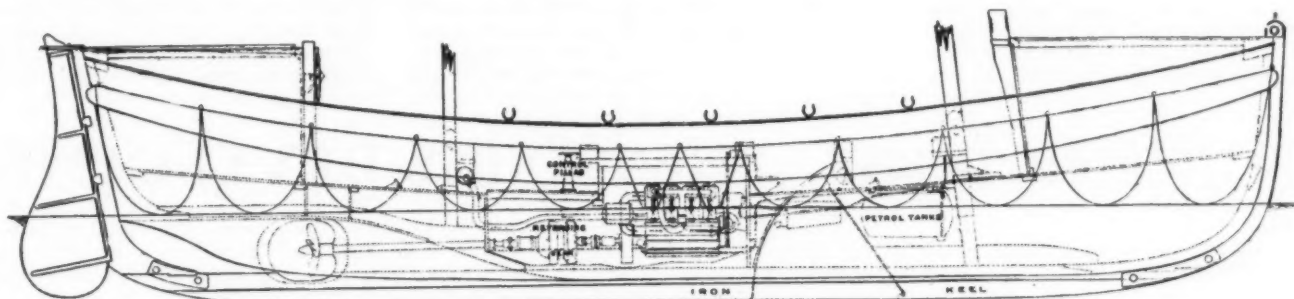 CONTROL
PILLAR
PETROL TANKS
REVERSING
GEAR
IRON KEEL